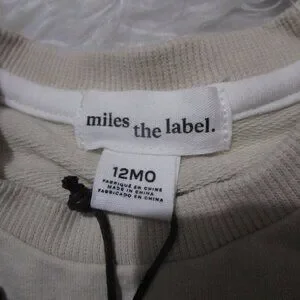 miles the label.
12MO
FABRIQUÉ EN CHINE
MADE IN CHINA
FABRICADO EN CHINA